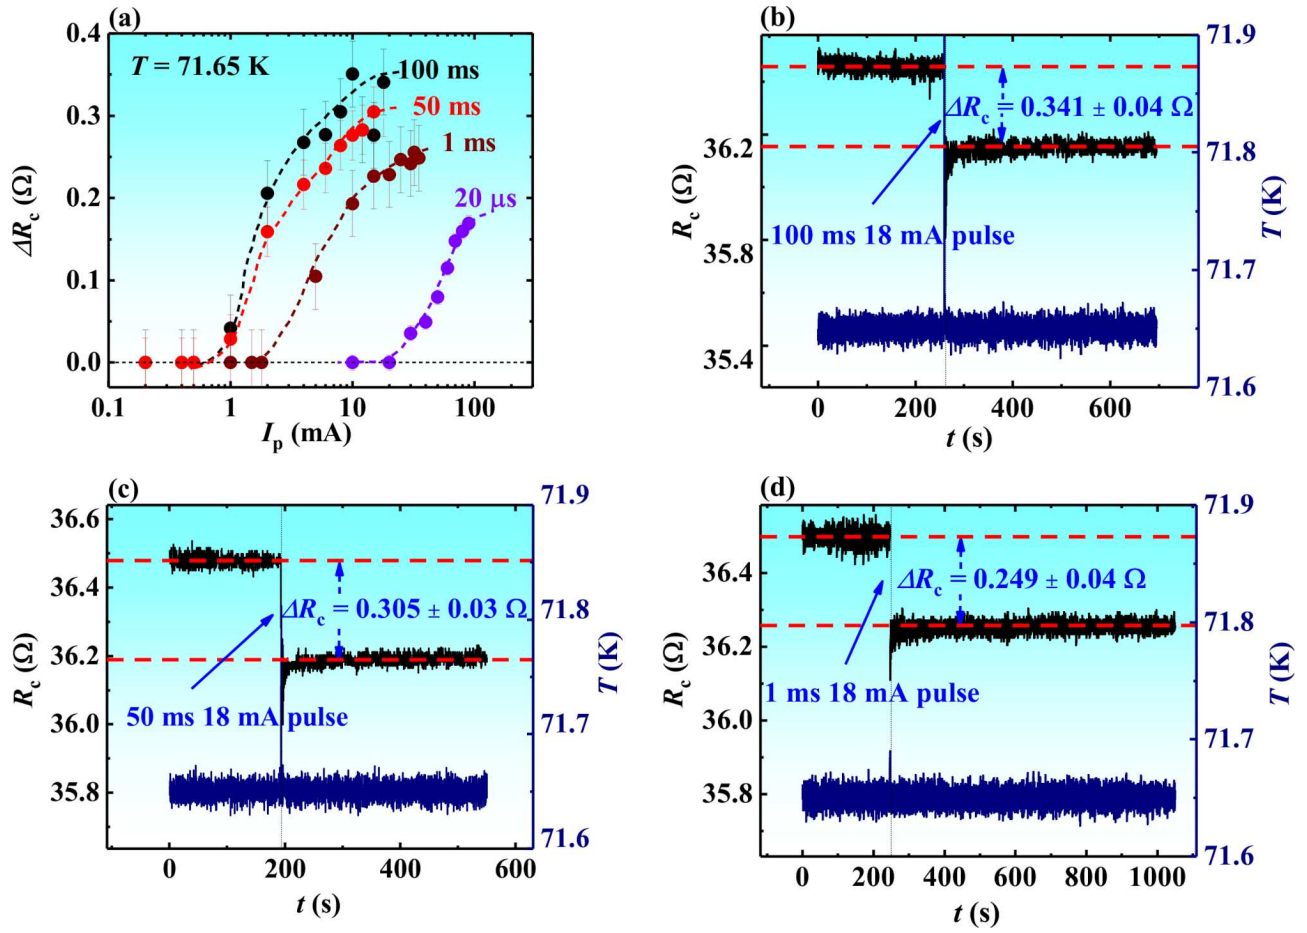 (a)
T = 71.65 K
100 ms
50 ms
1 ms
20 μs
0.4
0.3
0.2
0.1
0.0
ΔRc (Ω)
0.1 1 10 100
Ip (mA)
(b)
36.2
35.8
35.4
Rc (Ω)
ΔRc = 0.341 ± 0.04 Ω
100 ms 18 mA pulse
71.9
71.8
71.7
71.6
T (K)
0 200 400 600
t (s)
(c)
36.6
36.4
36.2
36.0
35.8
Rc (Ω)
ΔRc = 0.305 ± 0.03 Ω
50 ms 18 mA pulse
71.9
71.8
71.7
71.6
T (K)
0 200 400 600
t (s)
(d)
36.4
36.2
36.0
35.8
Rc (Ω)
ΔRc = 0.249 ± 0.04 Ω
1 ms 18 mA pulse
71.9
71.8
71.7
71.6
T (K)
0 200 400 600 800 1000
t (s)